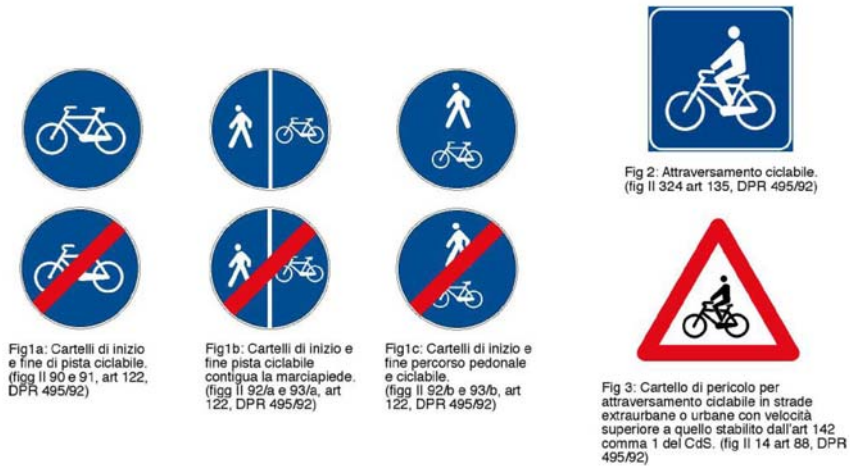 Fig1a: Cartelli di inizio
e fine di pista ciclabile.
(figg II 90 e 91, art 122,
DPR 495/92)
Fig1b: Cartelli di inizio e
fine pista ciclabile
contigua la marciapiede.
(figg II 92/a e 93/a, art
122, DPR 495/92)
Fig1c: Cartelli di inizio e
fine percorso pedonale
e ciclabile.
(figgg II 92/b e 93/b, art
122, DPR 495/92)
Fig 2: Attraversamento ciclabile.
(fig II 324 art 135, DPR 495/92)
Fig 3: Cartello di pericolo per
attraversamento ciclabile in strade
extraurbane o urbane con velocità
superiore a quello stabilito dall'art 142
comma 1 del CdS. (fig II 14 art 88, DPR
495/92)